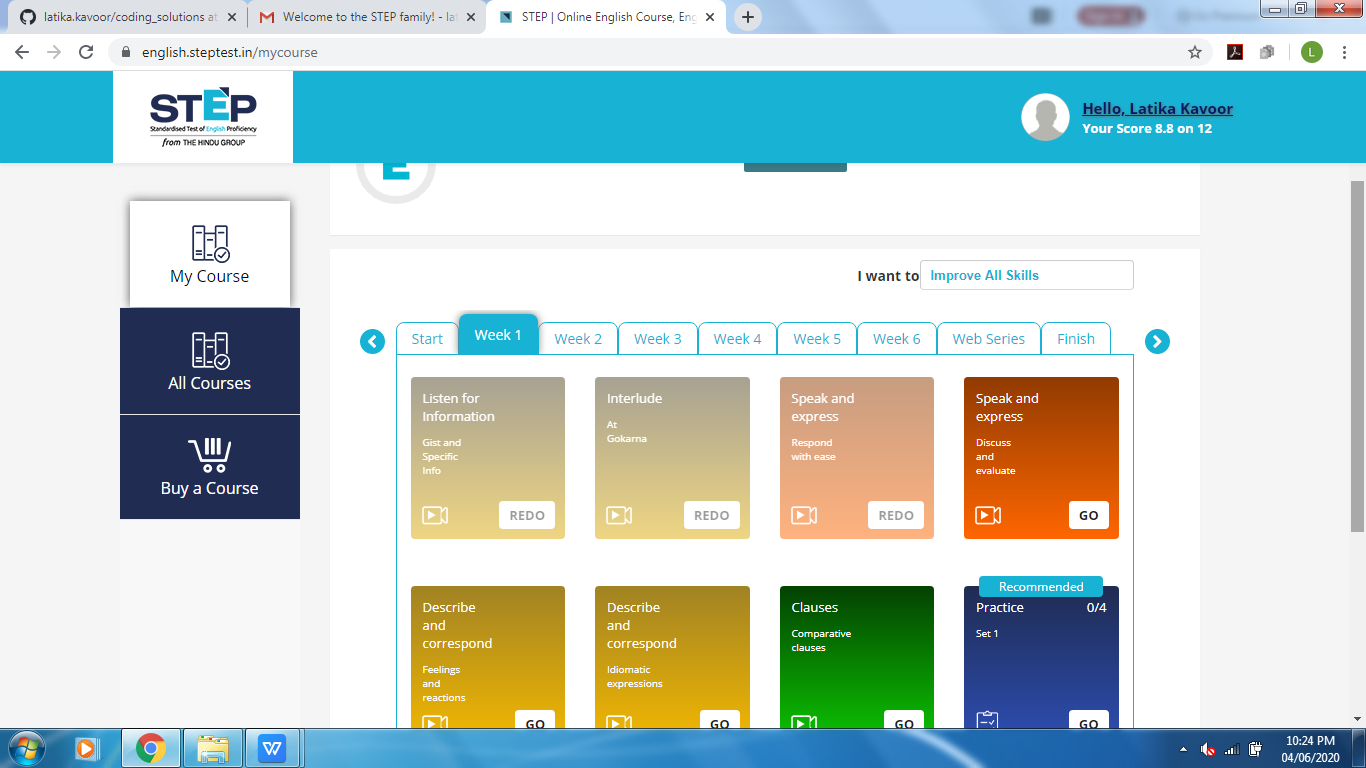 latika.kavoor/coding_solutions at
Welcome to the STEP family! - la
STEP | Online English Course, Eng
english.steptest.in/mycourse
L
STEP
Standardised Test of English Proficiency
from THE HINDU GROUP
Hello, Latika Kavoor
Your Score 8.8 on 12
E
My Course
All Courses
Buy a Course
I want to Improve All Skills
Start Week 1 Week 2 Week 3 Week 4 Week 5 Week 6 Web Series Finish
Listen for
Information
Gist and
Specific
Info
REDO
Interlude
At
Gokarna
REDO
Speak and
express
Respond
with ease
REDO
Speak and
express
Discuss
and
evaluate
GO
Describe
and
correspond
Feelings
and
reactions
GO
Describe
and
correspond
Idiomatic
expressions
GO
Clauses
Comparative
clauses
GO
Recommended
Practice 0/4
Set 1
GO
W
10:24 PM
04/06/2020